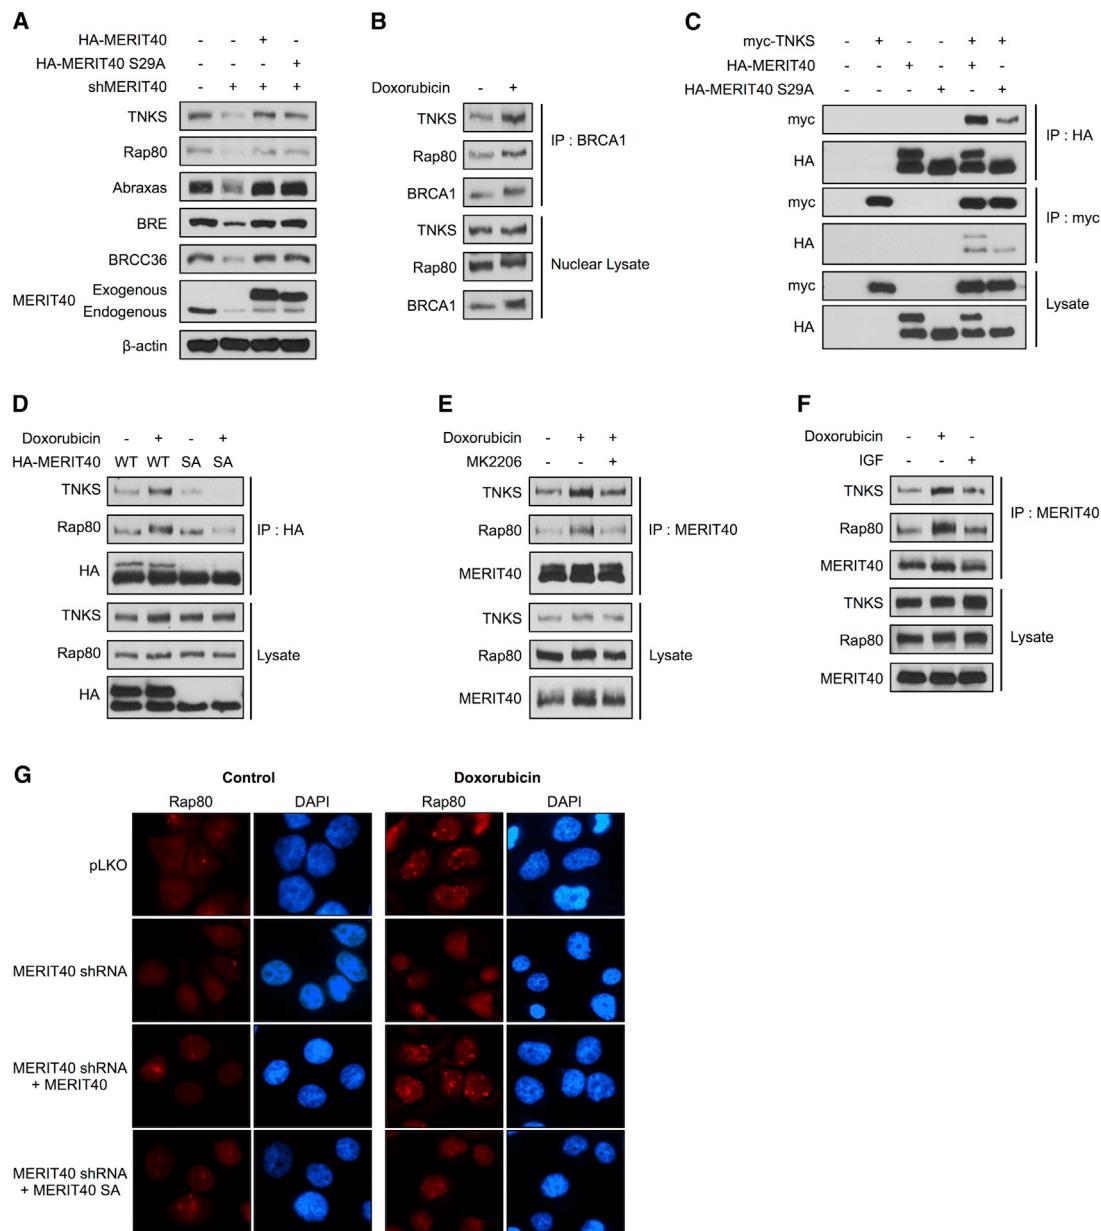 A
HA-MERIT40 - - + -
HA-MERIT40 S29A - - - +
shMERIT40 - + + +
TNKS
Rap80
Abraxas
BRE
BRCC36
MERIT40
Exogenous
Endogenous
β-actin
B
Doxorubicin - +
TNKS
Rap80
BRCA1
IP : BRCA1
TNKS
Rap80
BRCA1
Nuclear Lysate
C
myc-TNKS - + - - + +
HA-MERIT40 - - + - + -
HA-MERIT40 S29A - - - + - +
myc
HA
IP : HA
myc
HA
IP : myc
myc
HA
Lysate
D
Doxorubicin - + - +
HA-MERIT40 WT WT SA SA
TNKS
Rap80
HA
IP : HA
TNKS
Rap80
HA
Lysate
E
Doxorubicin - + +
MK2206 - - +
TNKS
Rap80
MERIT40
IP : MERIT40
TNKS
Rap80
MERIT40
Lysate
F
Doxorubicin - + -
IGF - - +
TNKS
Rap80
MERIT40
IP : MERIT40
TNKS
Rap80
MERIT40
Lysate
G
Control Doxorubicin
Rap80 DAPI Rap80 DAPI
pLKO
MERIT40 shRNA
MERIT40 shRNA
+ MERIT40
MERIT40 shRNA
+ MERIT40 SA